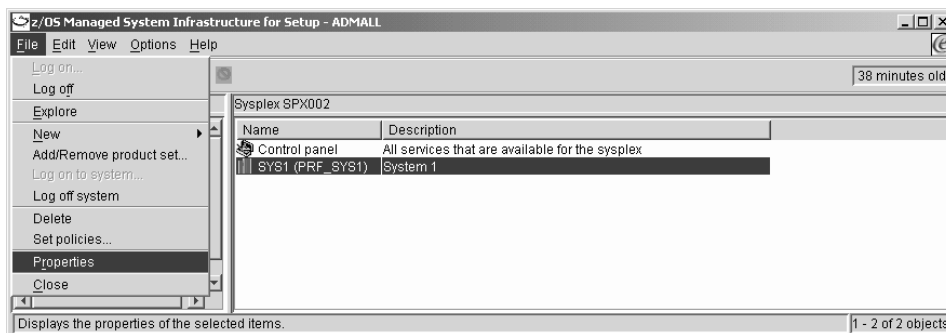 z/OS Managed System Infrastructure for Setup - ADMALL
File Edit View Options Help
Log on...
Log off
Explore
New
Add/Remove product set...
Log on to system...
Log off system
Delete
Set policies...
Properties
Close
38 minutes old
Sysplex SPX002
Name Description
Control panel All services that are available for the sysplex
SYS1 (PRF_SYS1) System 1
Displays the properties of the selected items.
1 - 2 of 2 objects